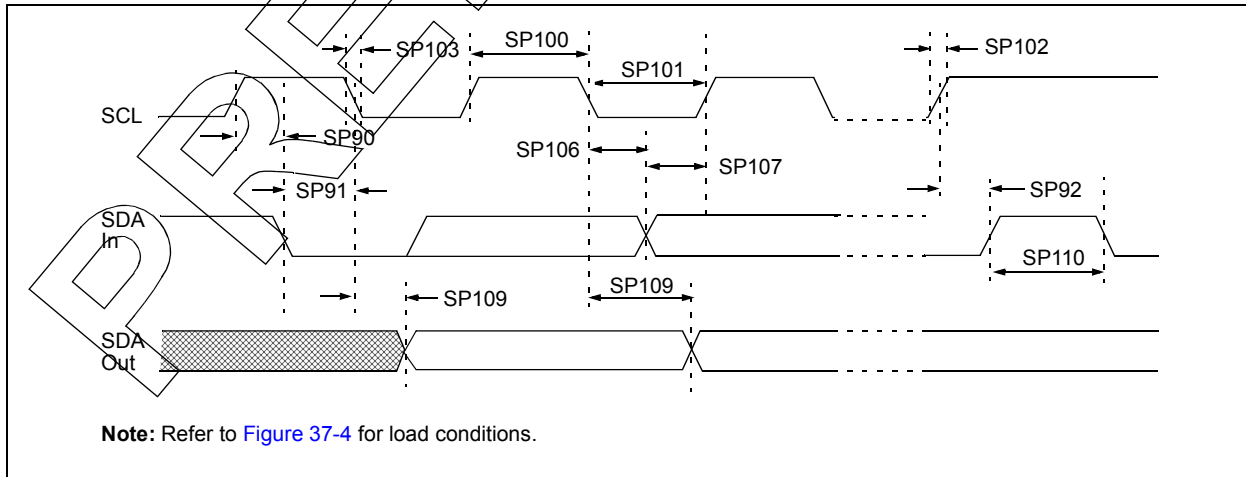 SP103
SP100
SP101
SP102
SCL
SP90
SP106
SP107
SP91
SP92
SDA
In
SP110
SP109
SP109
SDA
Out
Note: Refer to Figure 37-4 for load conditions.
PRE